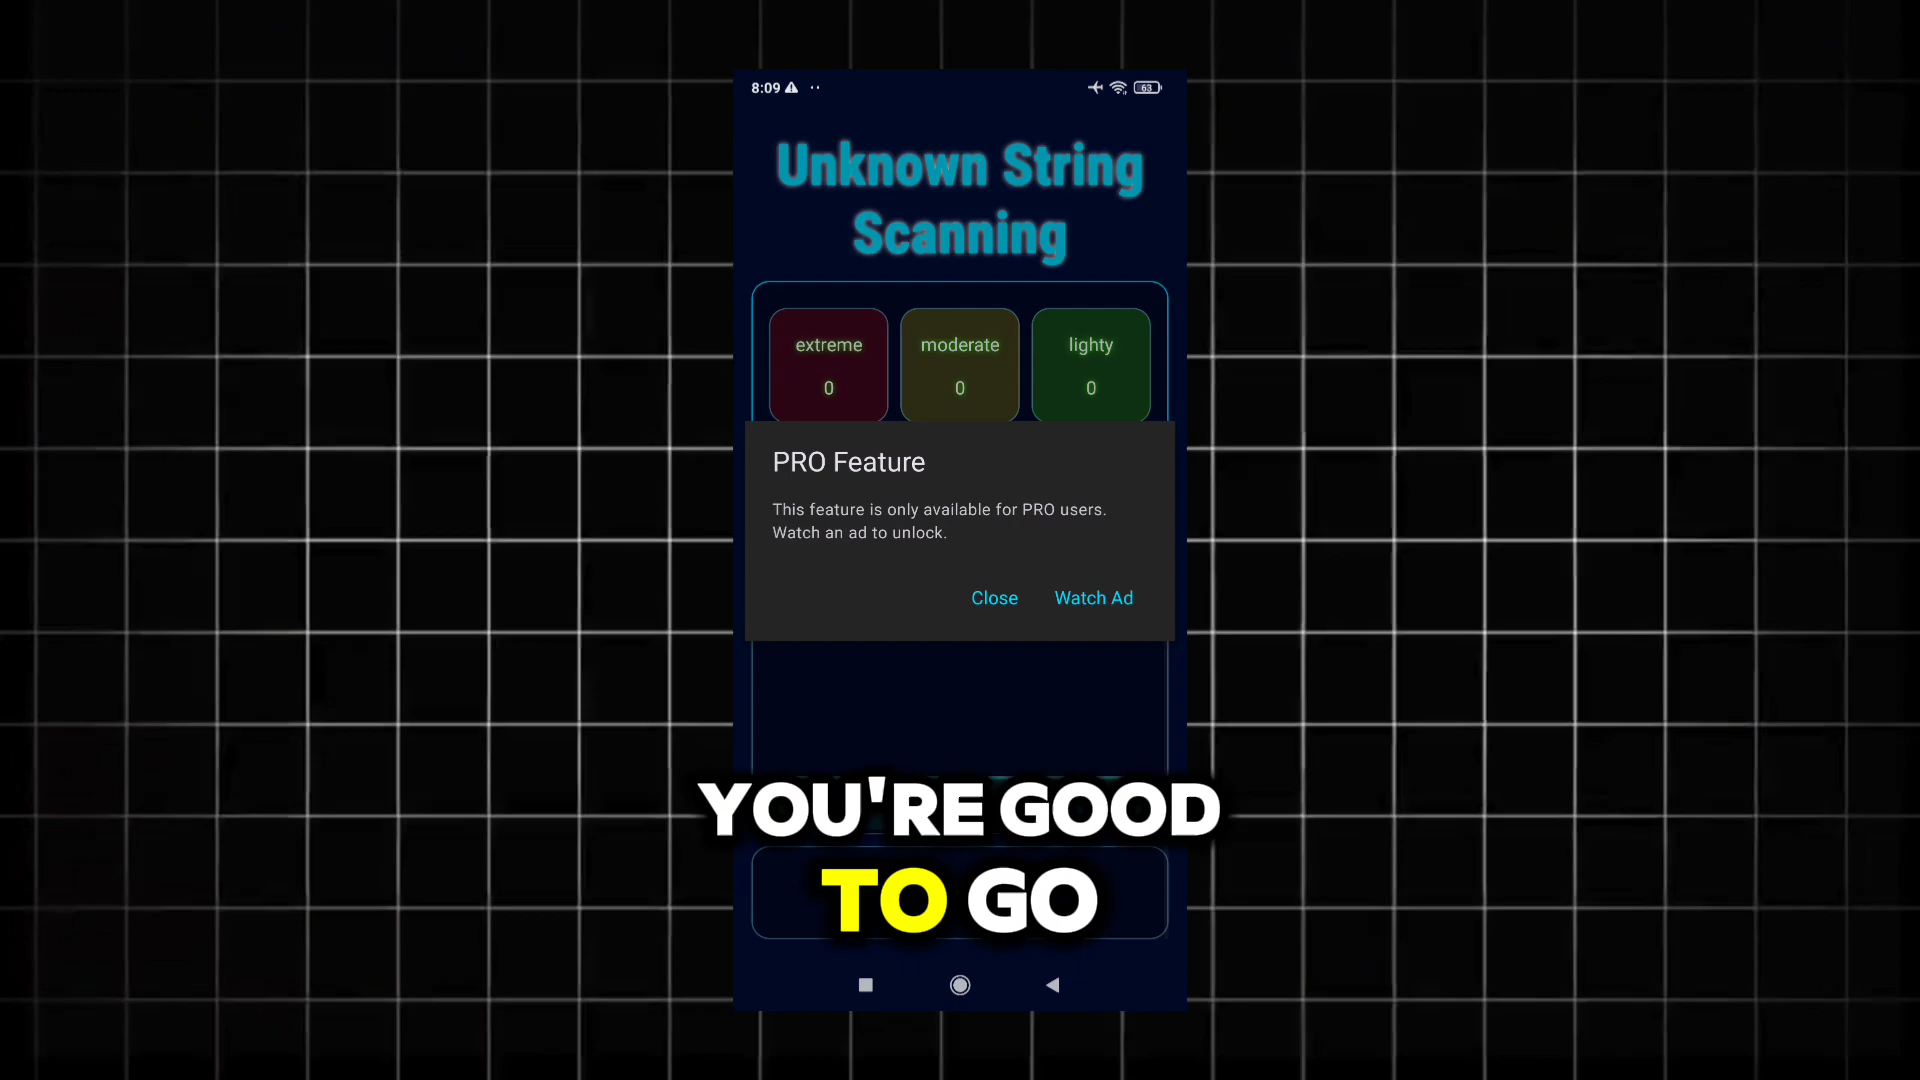 8:09
63
Unknown String
Scanning
extreme
moderate
lighty
0
0
0
PRO Feature
This feature is only available for PRO users.
Watch an ad to unlock.
Close
Watch Ad
YOU'RE GOOD
TO GO